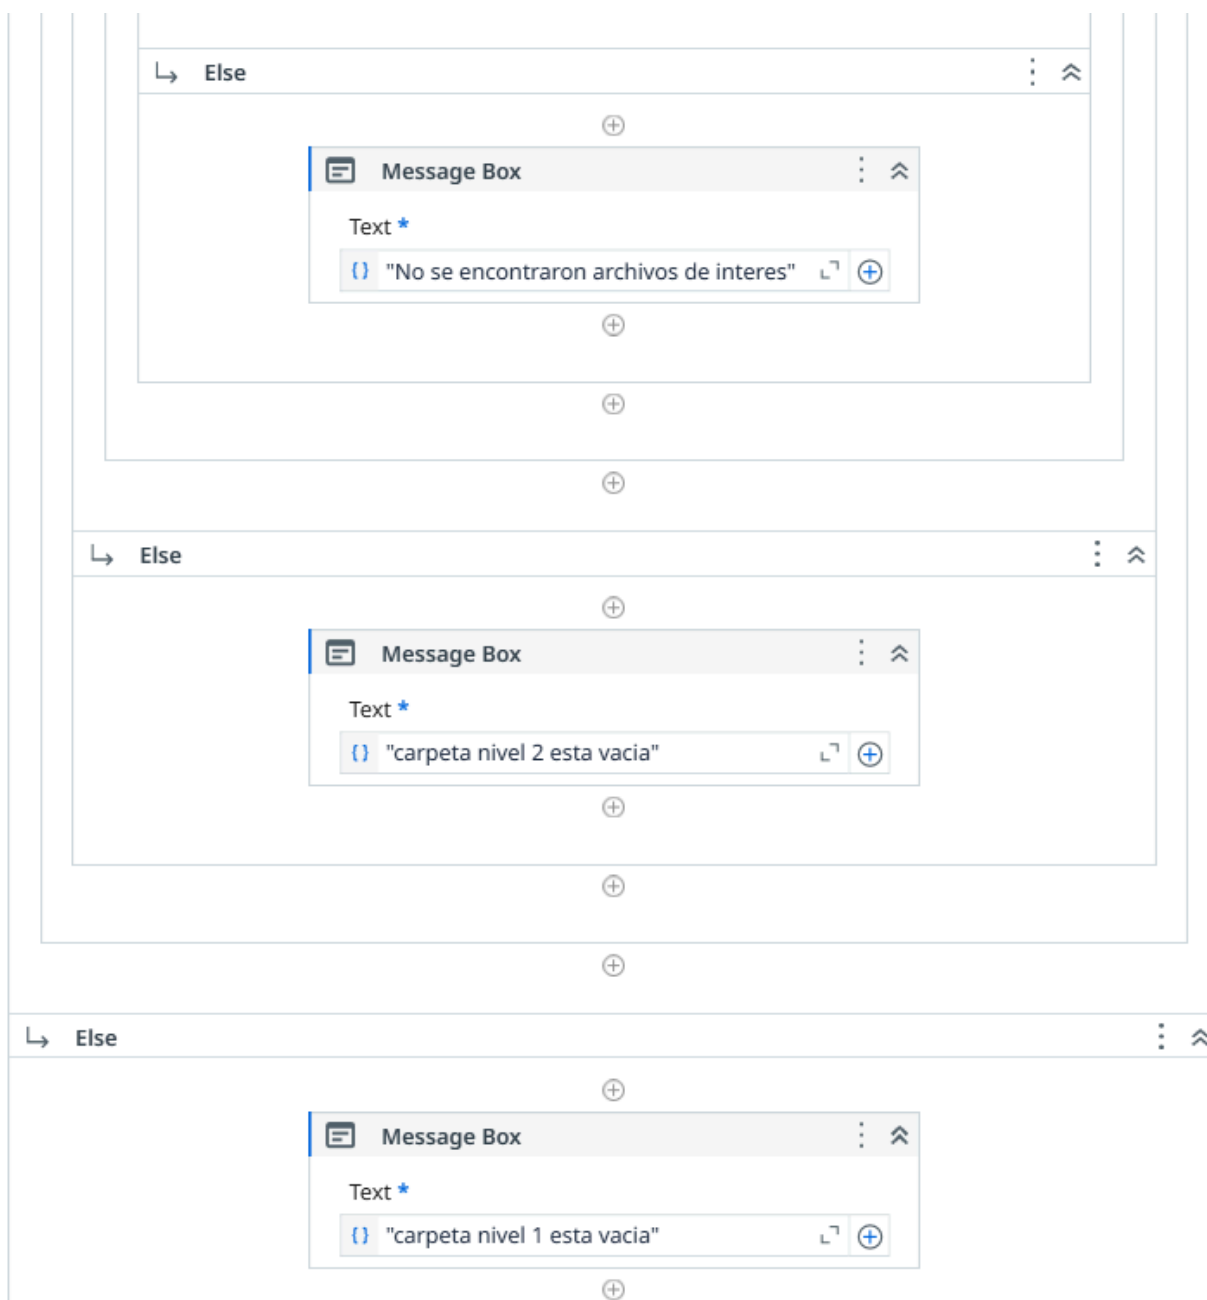 Else
Message Box
Text *
"No se encontraron archivos de interes"
Else
Message Box
Text *
"carpeta nivel 2 esta vacia"
Else
Message Box
Text *
"carpeta nivel 1 esta vacia"